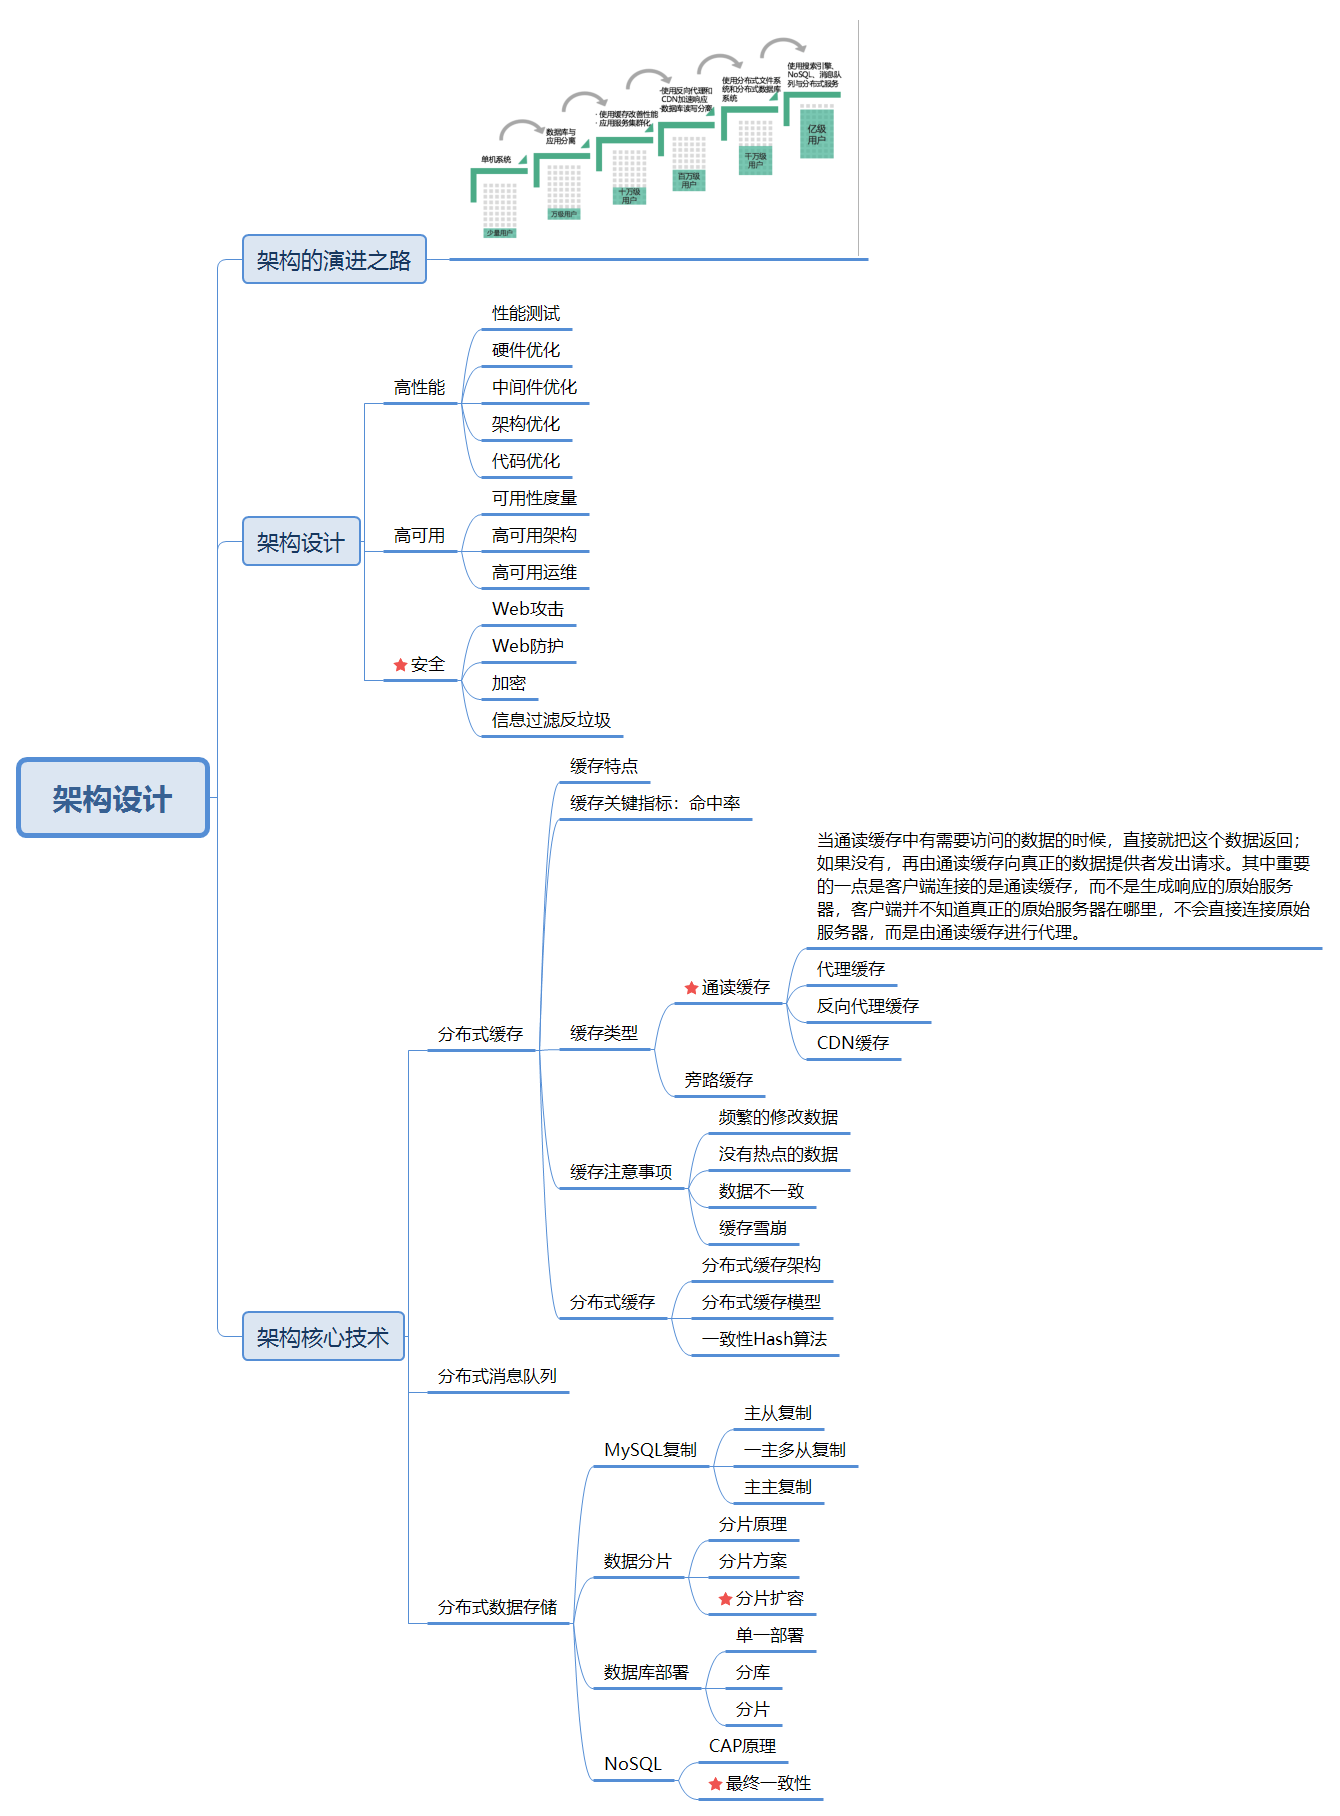 使用搜索引擎、
NoSQL、消息队
列与分布式服务
亿级
用户
使用分布式文件系
统和分布式数据库
系统
千万级
用户
·使用反向代理和
CDN加速响应
·数据库读写分离
百万级
用户
· 使用缓存改善性能
· 应用服务集群化
十万级
用户
数据库与
应用分离
万级用户
单机系统
少量用户
架构的演进之路
性能测试
硬件优化
高性能
中间件优化
架构优化
代码优化
可用性度量
架构设计
高可用
高可用架构
高可用运维
Web攻击
Web防护
安全
加密
信息过滤反垃圾
架构设计
缓存特点
缓存关键指标：命中率
当通读缓存中有需要访问的数据的时候，直接就把这个数据返回；
如果没有，再由通读缓存向真正的数据提供者发出请求。其中重要
的一点是客户端连接的是通读缓存，而不是生成响应的原始服务
器，客户端并不知道真正的原始服务器在哪里，不会直接连接原始
服务器，而是由通读缓存进行代理。
通读缓存
代理缓存
反向代理缓存
CDN缓存
分布式缓存
缓存类型
旁路缓存
频繁的修改数据
没有热点的数据
缓存注意事项
数据不一致
缓存雪崩
分布式缓存架构
分布式缓存
分布式缓存模型
一致性Hash算法
架构核心技术
分布式消息队列
主从复制
MySQL复制
一主多从复制
主主复制
分片原理
数据分片
分片方案
分片扩容
分布式数据存储
单一部署
数据库部署
分库
分片
CAP原理
NoSQL
最终一致性